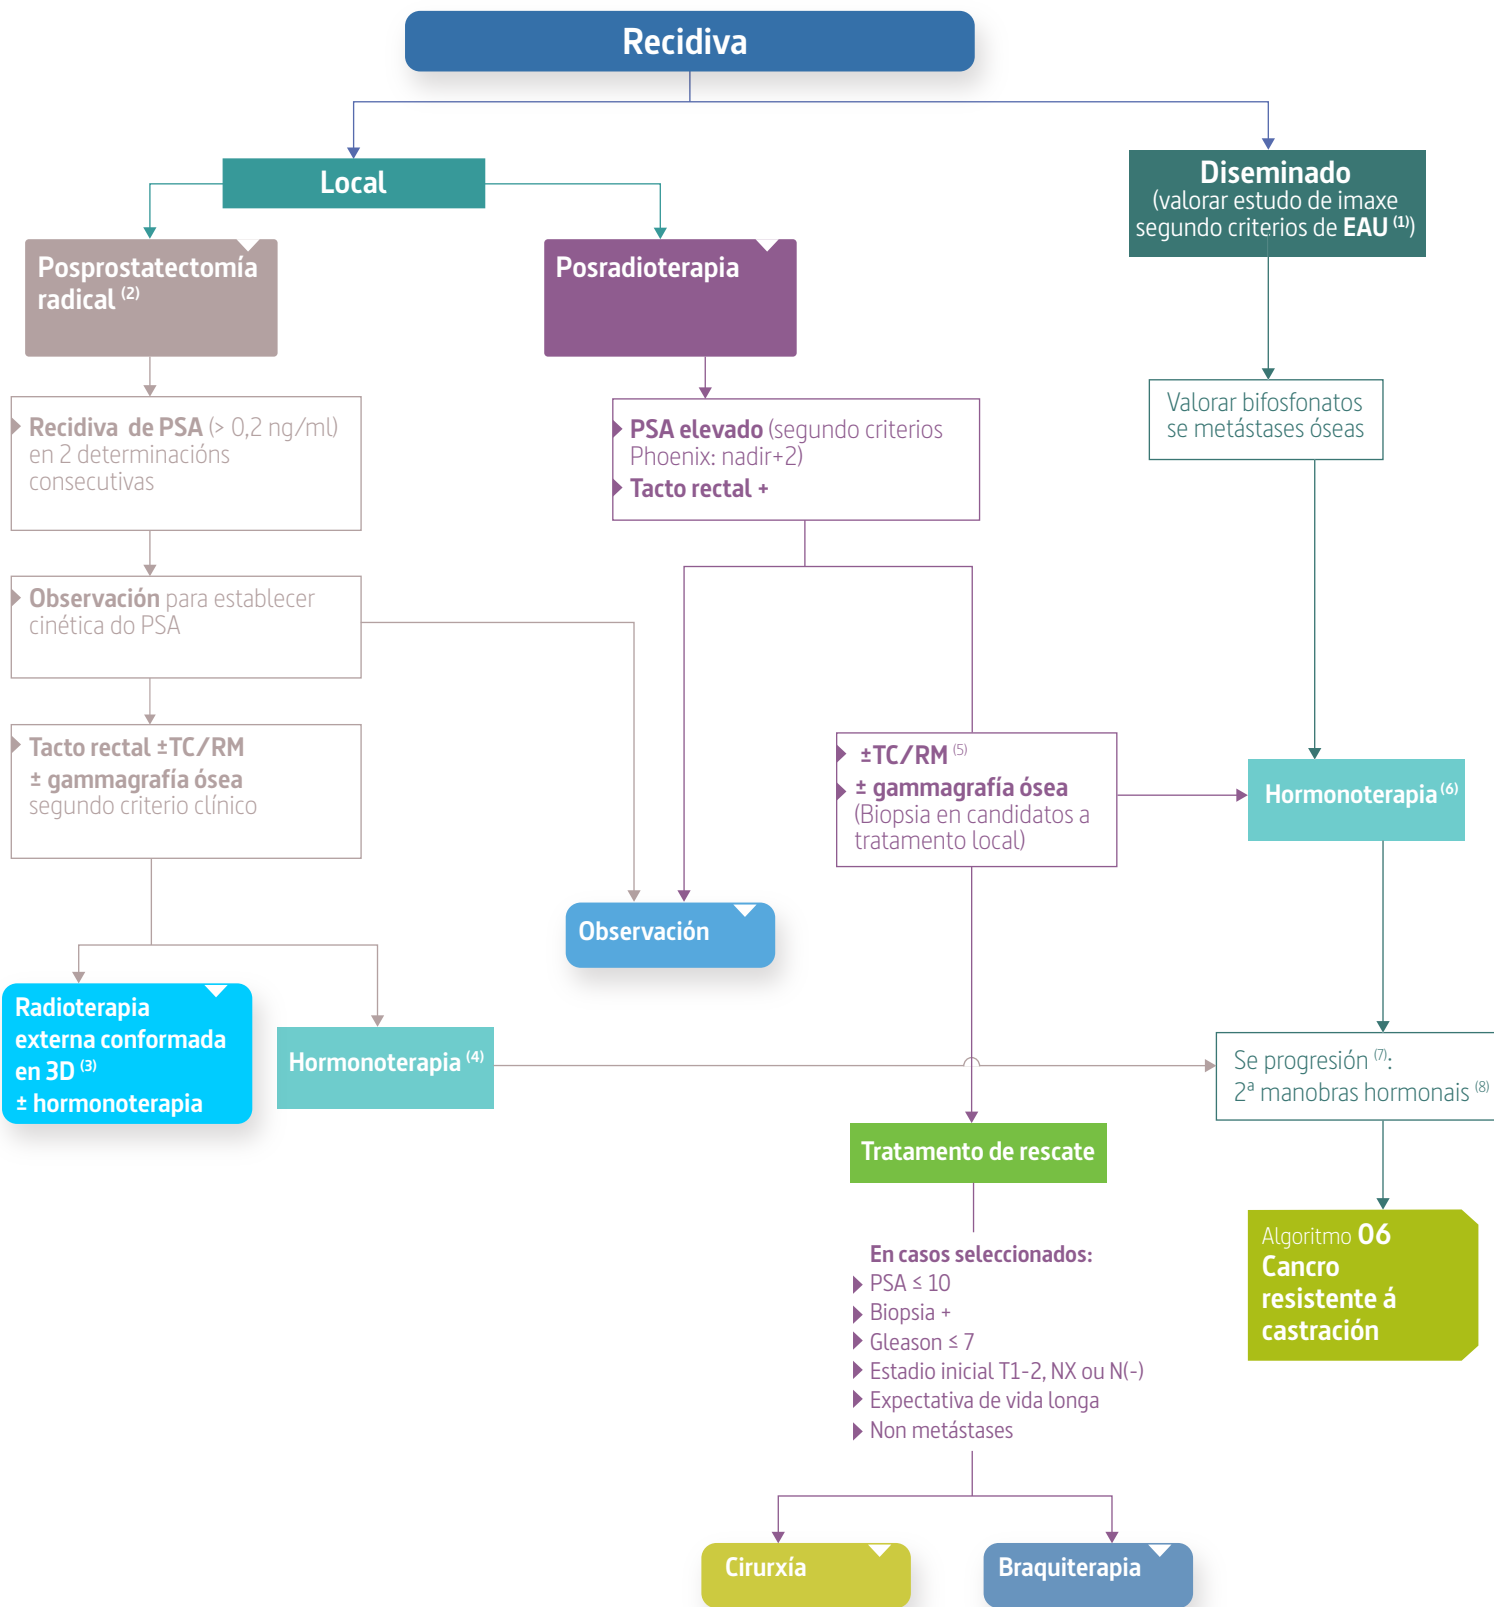 Recidiva
Local
Diseminado
(valorar estudo de imaxe
segundo criterios de EAU (1))
Posprostatectomía
radical (2)
Posradioterapia
Recidiva de PSA (> 0,2 ng/ml)
en 2 determinacións
consecutivas
PSA elevado (segundo criterios
Phoenix: nadir+2)
Tacto rectal +
Valorar bifosfonatos
se metástases óseas
Observación para establecer
cinética do PSA
Tacto rectal ±TC/RM
± gammagrafía ósea
segundo criterio clínico
±TC/RM (5)
± gammagrafía ósea
(Biopsia en candidatos a
tratamento local)
Hormonoterapia (6)
Observación
Radioterapia
externa conformada
en 3D (3)
± hormonoterapia
Hormonoterapia (4)
Se progresión (7):
2ª manobras hormonais (8)
Tratamento de rescate
En casos seleccionados:
PSA ≤ 10
Biopsia +
Gleason ≤ 7
Estadio inicial T1-2, NX ou N(-)
Expectativa de vida longa
Non metástases
Algoritmo 06
Cancro
resistente á
castración
Cirurxía
Braquiterapia